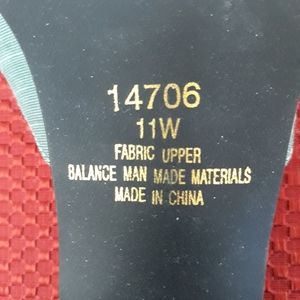 14706
11W
FABRIC UPPER
BALANCE MAN MADE MATERIALS
MADE IN CHINA